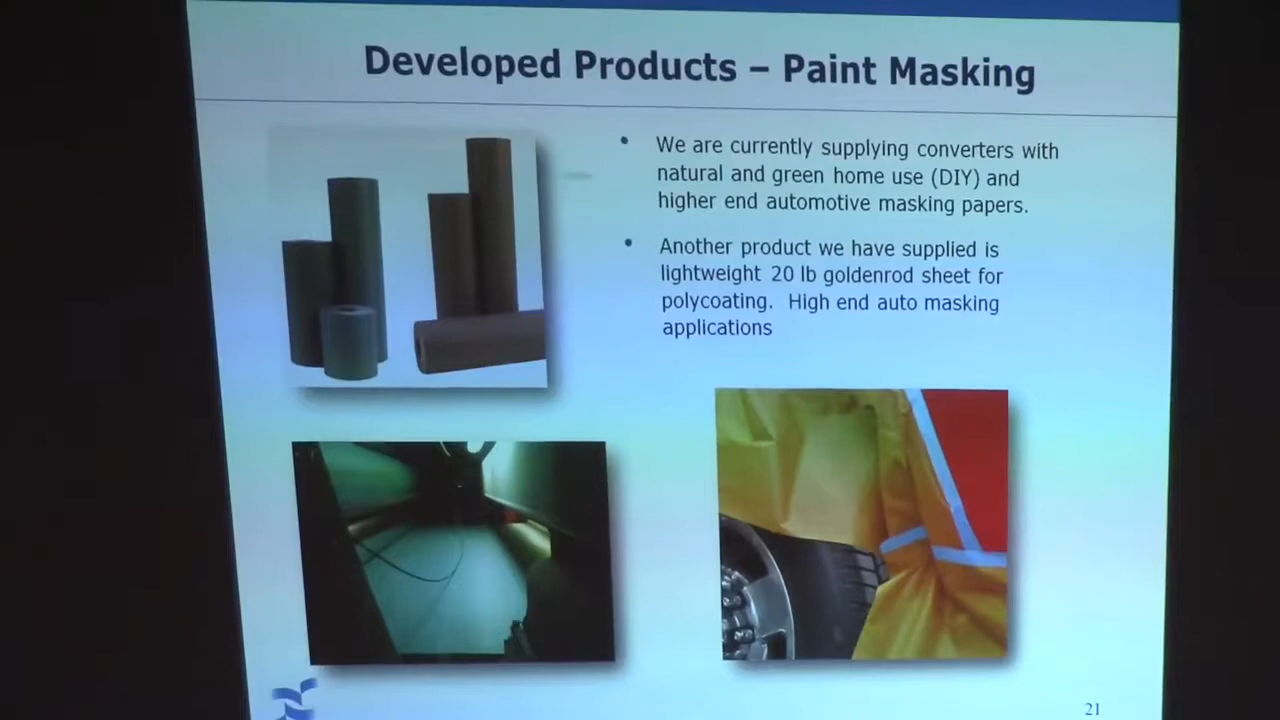 Developed Products – Paint Masking
• We are currently supplying converters with
natural and green home use (DIY) and
higher end automotive masking papers.
• Another product we have supplied is
lightweight 20 lb goldenrod sheet for
polycoating.  High end auto masking
applications
21